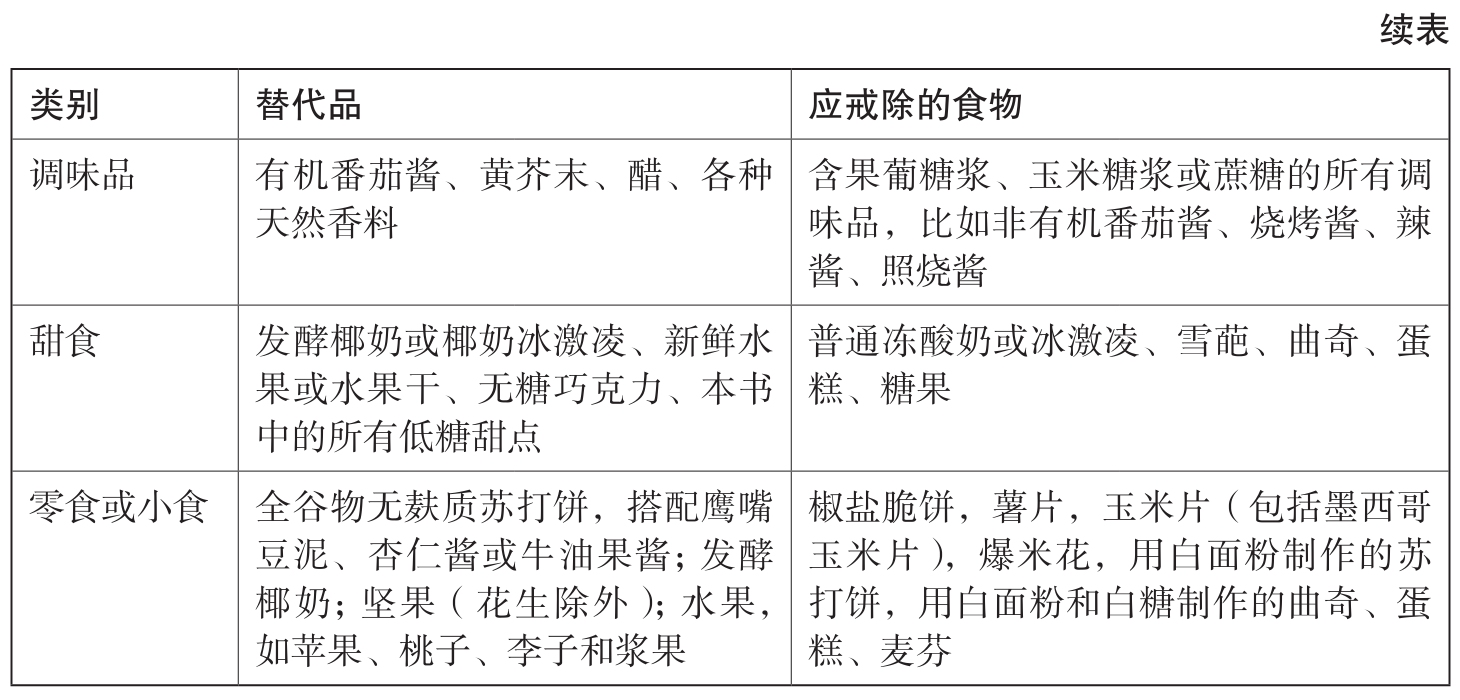 续表
类别
替代品
应戒除的食物
调味品
有机番茄酱、黄芥末、醋、各种
天然香料
含果葡糖浆、玉米糖浆或蔗糖的所有调
味品，比如非有机番茄酱、烧烤酱、辣
酱、照烧酱
甜食
发酵椰奶或椰奶冰激凌、新鲜水
果或水果干、无糖巧克力、本书
中的所有低糖甜点
普通冻酸奶或冰激凌、雪葩、曲奇、蛋
糕、糖果
零食或小食
全谷物无麸质苏打饼，搭配鹰嘴
豆泥、杏仁酱或牛油果酱；发酵
椰奶；坚果（花生除外）；水果，
如苹果、桃子、李子和浆果
椒盐脆饼，薯片，玉米片（包括墨西哥
玉米片），爆米花，用白面粉制作的苏
打饼，用白面粉和白糖制作的曲奇、蛋
糕、麦芬